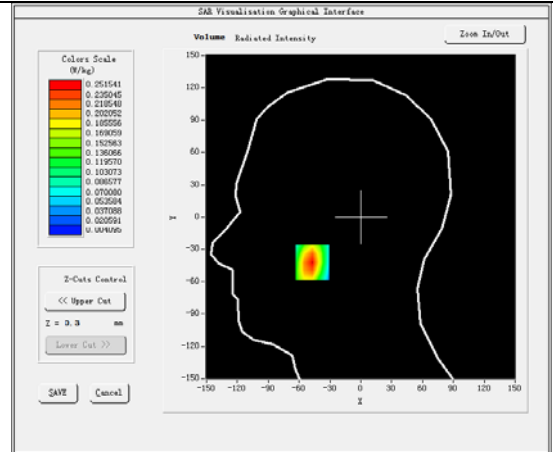 SAR Visualisation Graphical Interface
Volume Radiated Intensity
Zoom In/Out
Colors Scale
(W/kg)
0.251541
0.235045
0.218548
0.202052
0.185556
0.169059
0.152563
0.136066
0.119570
0.103073
0.086577
0.070080
0.053584
0.037088
0.020591
0.004095
Z-Cuts Control
<< Upper Cut
Z = 3.3 mm
Lower Cut >>
SAVE Cancel
150
120
90
60
30
0
-30
-60
-90
-120
-150
Y
-150 -120 -90 -60 -30 0 30 60 90 120 150
X